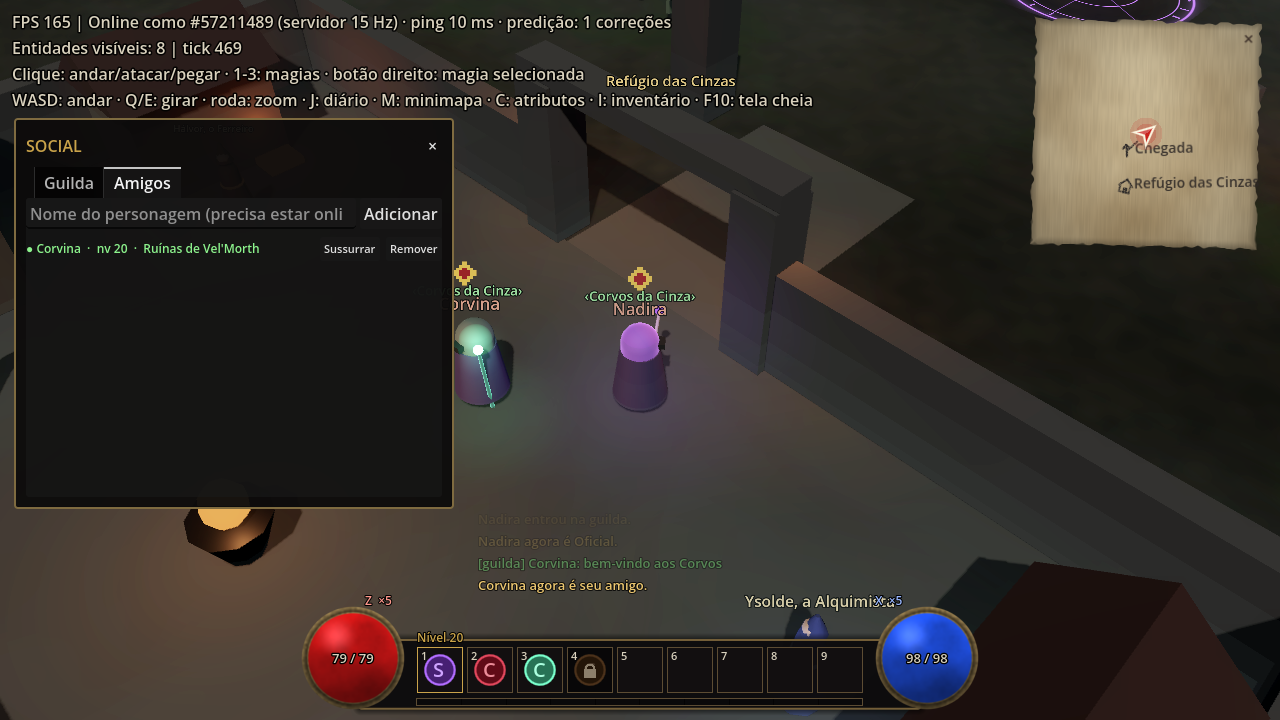 FPS 165 | Online como #57211489 (servidor 15 Hz) · ping 10 ms · predição: 1 correções
Entidades visíveis: 8 | tick 469
Clique: andar/atacar/pegar · 1-3: magias · botão direito: magia selecionada
Refúgio das Cinzas
WASD: andar · Q/E: girar · roda: zoom · J: diário · M: minimapa · C: atributos · I: inventário · F10: tela cheia
×
Chegada
Refúgio das Cinzas
SOCIAL
×
Guilda
Amigos
Nome do personagem (precisa estar onli
Adicionar
● Corvina · nv 20 · Ruínas de Vel'Morth
Sussurrar
Remover
da Cinza›
orvina
‹Corvos da Cinza›
Nadira
Nadira entrou na guilda.
Nadira agora é Oficial.
[guilda] Corvina: bem-vindo aos Corvos
Corvina agora é seu amigo.
Z ×5
Ysolde, a Alquimista
×5
Nível 20
79 / 79
1 S
2 C
3 C
4
5
6
7
8
9
98 / 98